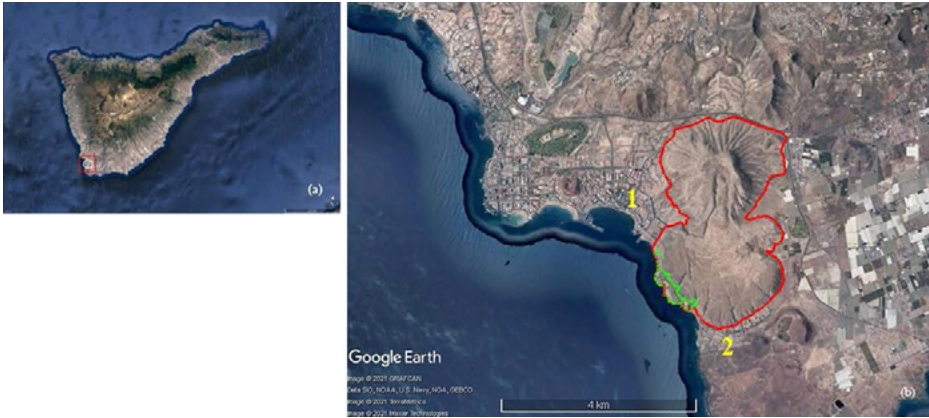 (a)
1
2
Google Earth
Image © 2021 GRAFCAN
Data SIO, NOAA, U.S. Navy, NGA, GEBCO
Image © 2021 TerraMetrics
Image © 2021 Maxar Technologies
4 km
(b)